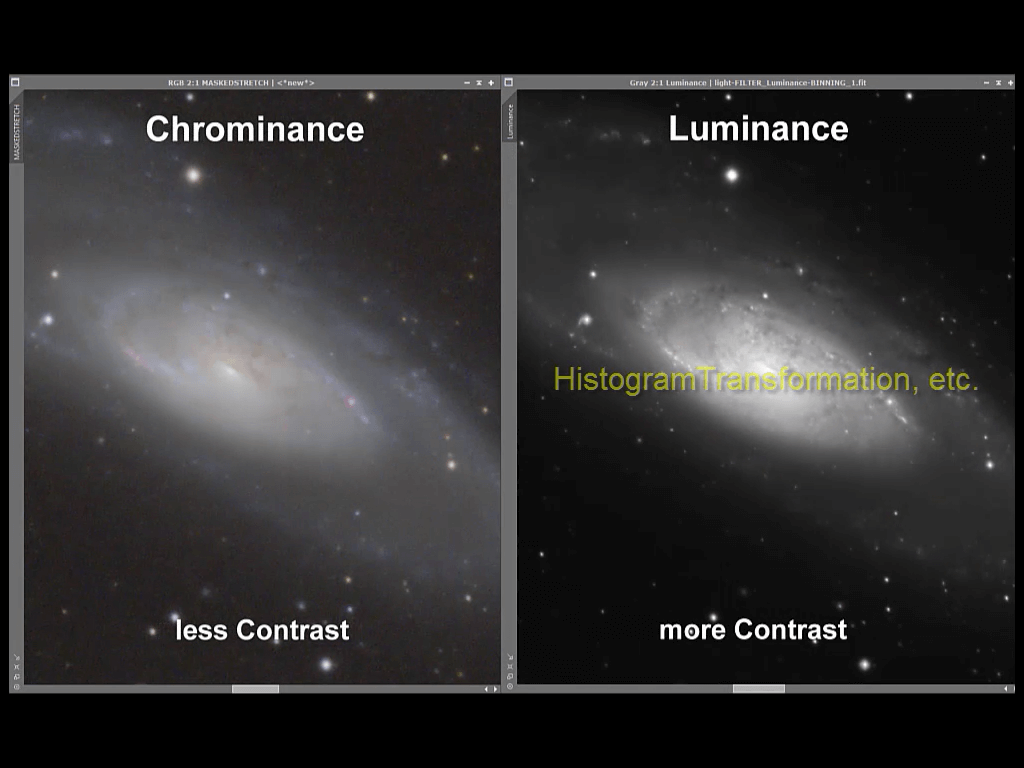 RGB 2:1 MASKEDSTRETCH | <*new*>
Gray 2:1 Luminance | light-FILTER_Luminance-BINNING_1.fit
MASKEDSTRETCH
Luminance
Chrominance
Luminance
HistogramTransformation, etc.
less Contrast
more Contrast